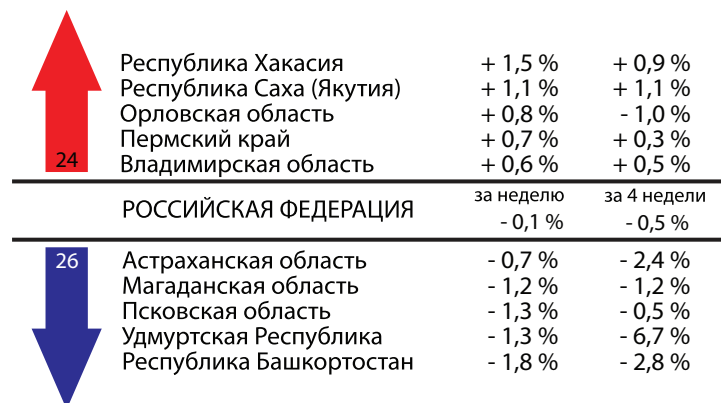 Республика Хакасия + 1,5 % + 0,9 %
Республика Саха (Якутия) + 1,1 % + 1,1 %
Орловская область + 0,8 % - 1,0 %
Пермский край + 0,7 % + 0,3 %
24 Владимирская область + 0,6 % + 0,5 %
за неделю за 4 недели
РОССИЙСКАЯ ФЕДЕРАЦИЯ - 0,1 % - 0,5 %
26 Астраханская область - 0,7 % - 2,4 %
Магаданская область - 1,2 % - 1,2 %
Псковская область - 1,3 % - 0,5 %
Удмуртская Республика - 1,3 % - 6,7 %
Республика Башкортостан - 1,8 % - 2,8 %